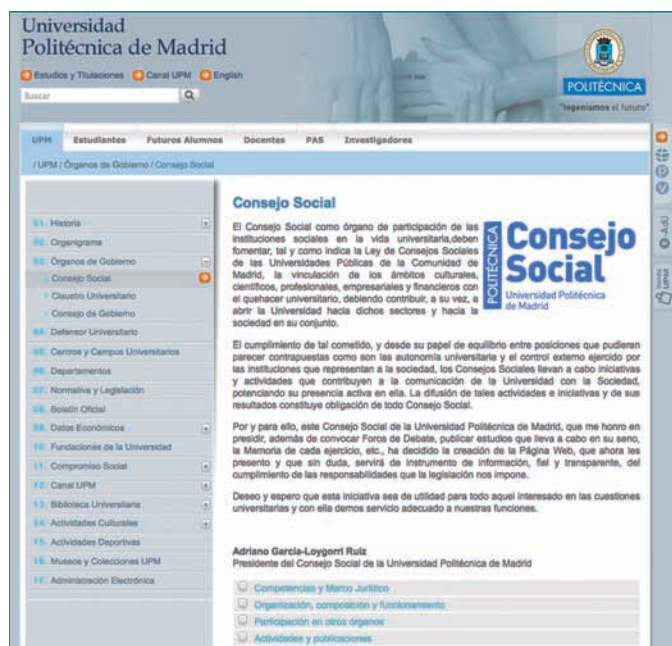 Universidad
Politécnica de Madrid
Estudios y Titulaciones Canal UPM English
Buscar
POLITÉCNICA
"Ingeniamos el futuro"
UPM Estudiantes Futuros Alumnos Docentes PAS Investigadores
/ UPM / Órganos de Gobierno / Consejo Social
01. Historia
02. Organigrama
03. Órganos de Gobierno
Consejo Social
Claustro Universitario
Consejo de Gobierno
04. Defensor Universitario
05. Centros y Campus Universitarios
06. Departamentos
07. Normativa y Legislación
08. Boletín Oficial
09. Datos Económicos
10. Fundaciones de la Universidad
11. Compromiso Social
12. Canal UPM
13. Biblioteca Universitaria
14. Actividades Culturales
15. Actividades Deportivas
16. Museos y Colecciones UPM
17. Administración Electrónica
Consejo Social
El Consejo Social como órgano de participación de las
instituciones sociales en la vida universitaria,deben
fomentar, tal y como indica la Ley de Consejos Sociales
de las Universidades Públicas de la Comunidad de
Madrid, la vinculación de los ámbitos culturales,
científicos, profesionales, empresariales y financieros con
el quehacer universitario, debiendo contribuir, a su vez, a
abrir la Universidad hacia dichos sectores y hacia la
sociedad en su conjunto.
POLITÉCNICA
Consejo
Social
Universidad Politécnica
de Madrid
El cumplimiento de tal cometido, y desde su papel de equilibrio entre posiciones que pudieran
parecer contrapuestas como son las autonomía universitaria y el control externo ejercido por
las instituciones que representan a la sociedad, los Consejos Sociales llevan a cabo iniciativas
y actividades que contribuyen a la comunicación de la Universidad con la Sociedad,
potenciando su presencia activa en ella. La difusión de tales actividades e iniciativas y de sus
resultados constituye obligación de todo Consejo Social.
Por y para ello, este Consejo Social de la Universidad Politécnica de Madrid, que me honro en
presidir, además de convocar Foros de Debate, publicar estudios que lleva a cabo en su seno,
la Memoria de cada ejercicio, etc., ha decidido la creación de la Página Web, que ahora les
presento y que sin duda, servirá de instrumento de información, fiel y transparente, del
cumplimiento de las responsabilidades que la legislación nos impone.
Deseo y espero que esta iniciativa sea de utilidad para todo aquel interesado en las cuestiones
universitarias y con ella demos servicio adecuado a nuestras funciones.
Adriano García-Loygorri Ruiz
Presidente del Consejo Social de la Universidad Politécnica de Madrid
Competencias y Marco Jurídico
Organización, composición y funcionamiento
Participación en otros órganos
Actividades y publicaciones